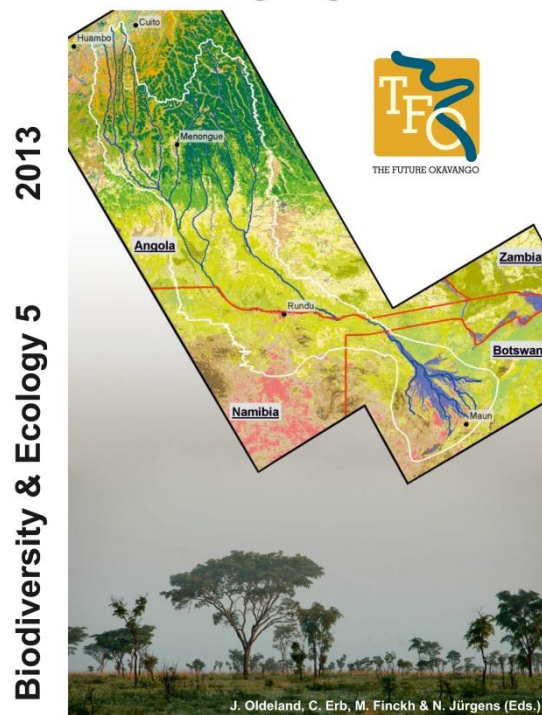 Biodiversity & Ecology 5 2013
Cuito
Huambo
Menongue
TFO
THE FUTURE OKAVANGO
Angola
Zambia
Rundu
Botswan
Namibia
Maun
J. Oldeland, C. Erb, M. Finckh & N. Jürgens (Eds.)